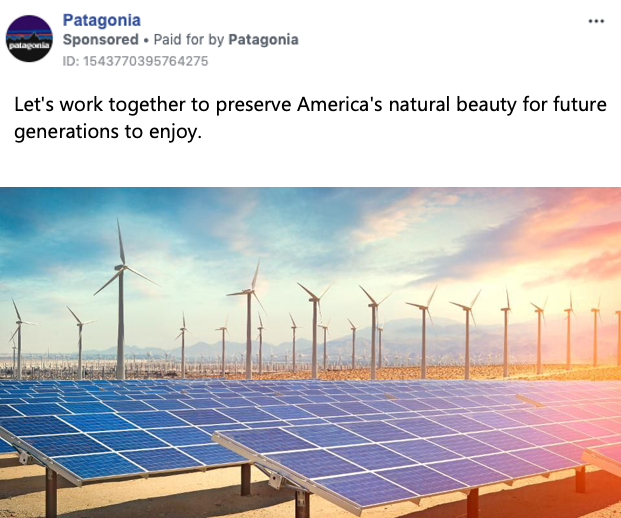 Patagonia
Sponsored • Paid for by Patagonia
ID: 1543770395764275
patagonia
Let's work together to preserve America's natural beauty for future
generations to enjoy.